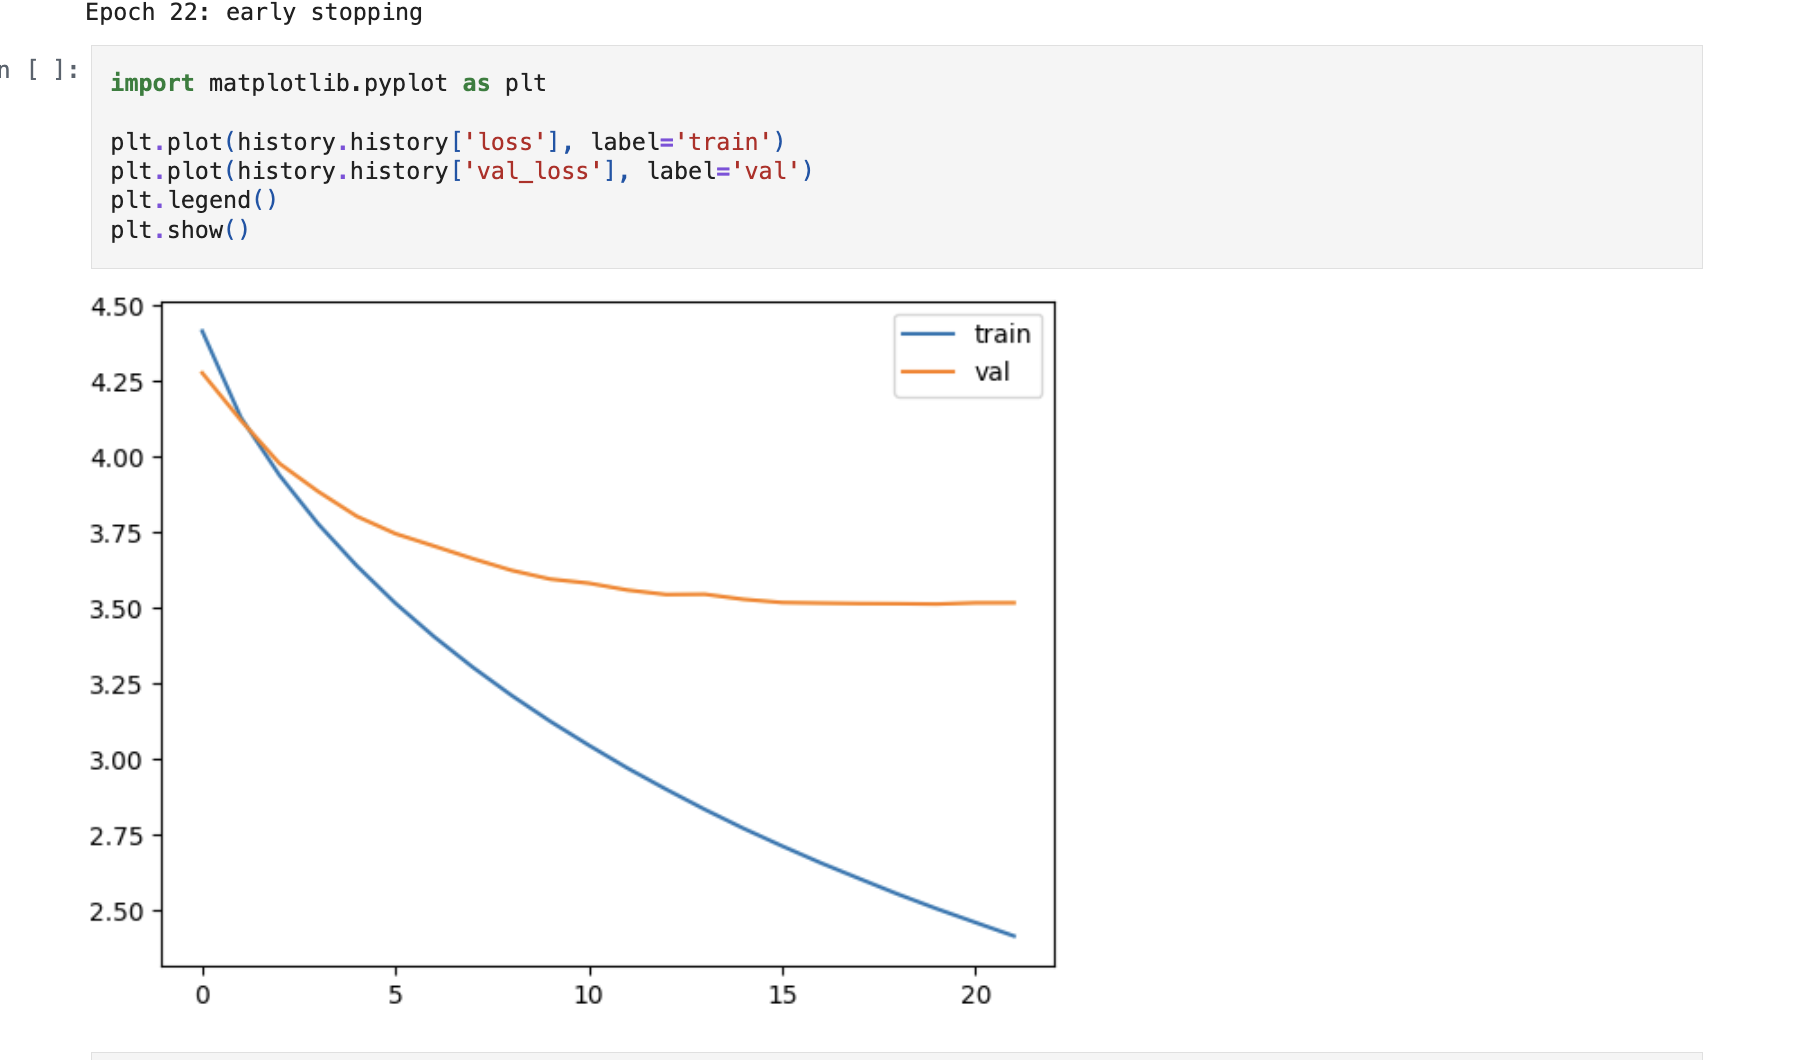 Epoch 22: early stopping
n [ ]:
import matplotlib.pyplot as plt
plt.plot(history.history['loss'], label='train')
plt.plot(history.history['val_loss'], label='val')
plt.legend()
plt.show()
4.50
4.25
4.00
3.75
3.50
3.25
3.00
2.75
2.50
train
val
0 5 10 15 20